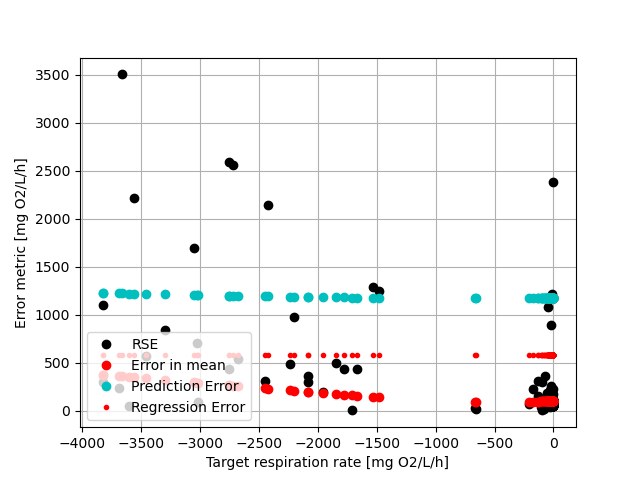 3500
3000
2500
2000
1500
1000
500
0
Error metric [mg O2/L/h]
RSE
Error in mean
Prediction Error
Regression Error
−4000 −3500 −3000 −2500 −2000 −1500 −1000 −500 0
Target respiration rate [mg O2/L/h]